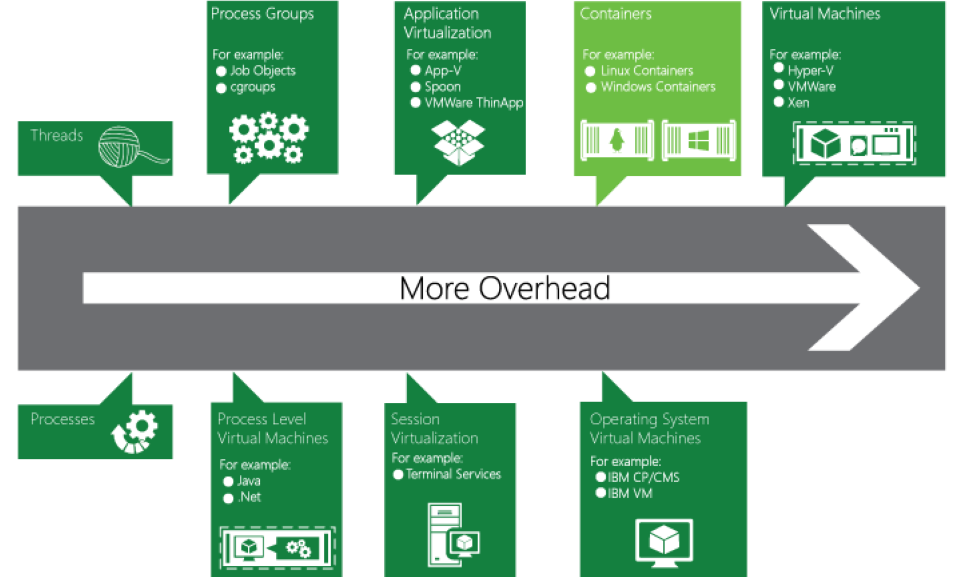 Process Groups
For example:
Job Objects
cgroups
Application
Virtualization
For example:
App-V
Spoon
VMWare ThinApp
Containers
For example:
Linux Containers
Windows Containers
Virtual Machines
For example:
Hyper-V
VMWare
Xen
Threads
More Overhead
Processes
Process Level
Virtual Machines
For example:
Java
.Net
Session
Virtualization
For example:
Terminal Services
Operating System
Virtual Machines
For example:
IBM CP/CMS
IBM VM